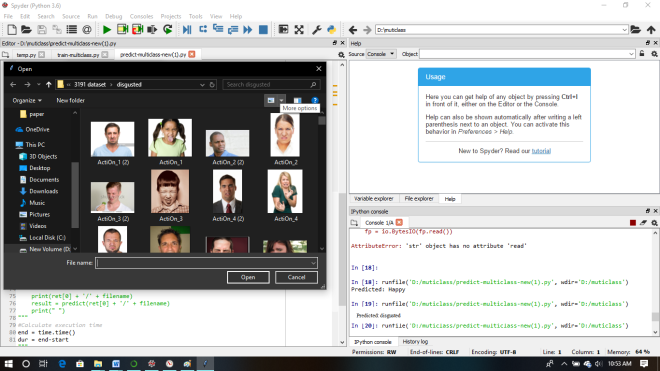 Spyder (Python 3.6)
File Edit Search Source Run Debug Consoles Projects Tools View Help
D:\muticlass
Editor - D:\muticlass\predict-multiclass-new(1).py
temp.py
train-multiclass.py
predict-multiclass-new(1).py
Open
3191 dataset
disgusted
Search disgusted
Organize
New folder
More options
paper
OneDrive
This PC
3D Objects
Desktop
Documents
Downloads
Music
Pictures
Videos
Local Disk (C:)
New Volume (D:
ActiOn_1 (2)
ActiOn_1
ActiOn_2 (2)
ActiOn_2
ActiOn_3 (2)
ActiOn_3
ActiOn_4 (2)
ActiOn_4
File name:
Open
Cancel
75 print(ret[0] + "/" + filename)
76 result = predict(ret[0] + '/' + filename)
77 print(" ")
78 """
79 #Calculate execution time
80 end = time.time()
81 dur = end-start
82 """
Help
Source Console Object
Usage
Here you can get help of any object by pressing Ctrl+I
in front of it, either on the Editor or the Console.
Help can also be shown automatically after writing a left
parenthesis next to an object. You can activate this
behavior in Preferences > Help.
New to Spyder? Read our tutorial
Variable explorer File explorer Help
IPython console
Console 1/A
fp = io.BytesIO(fp.read())
AttributeError: 'str' object has no attribute 'read'
In [18]:
In [18]: runfile('D:/muticlass/predict-multiclass-new(1).py', wdir='D:/muticlass')
Predicted: Happy
In [19]: runfile('D:/muticlass/predict-multiclass-new(1).py', wdir='D:/muticlass')
Predicted: disgusted
In [20]: runfile('D:/muticlass/predict-multiclass-new(1).py', wdir='D:/muticlass')
IPython console History log
Permissions: RW End-of-lines: CRLF Encoding: UTF-8 Line: 1 Column: 1 Memory: 64 %
10:53 AM